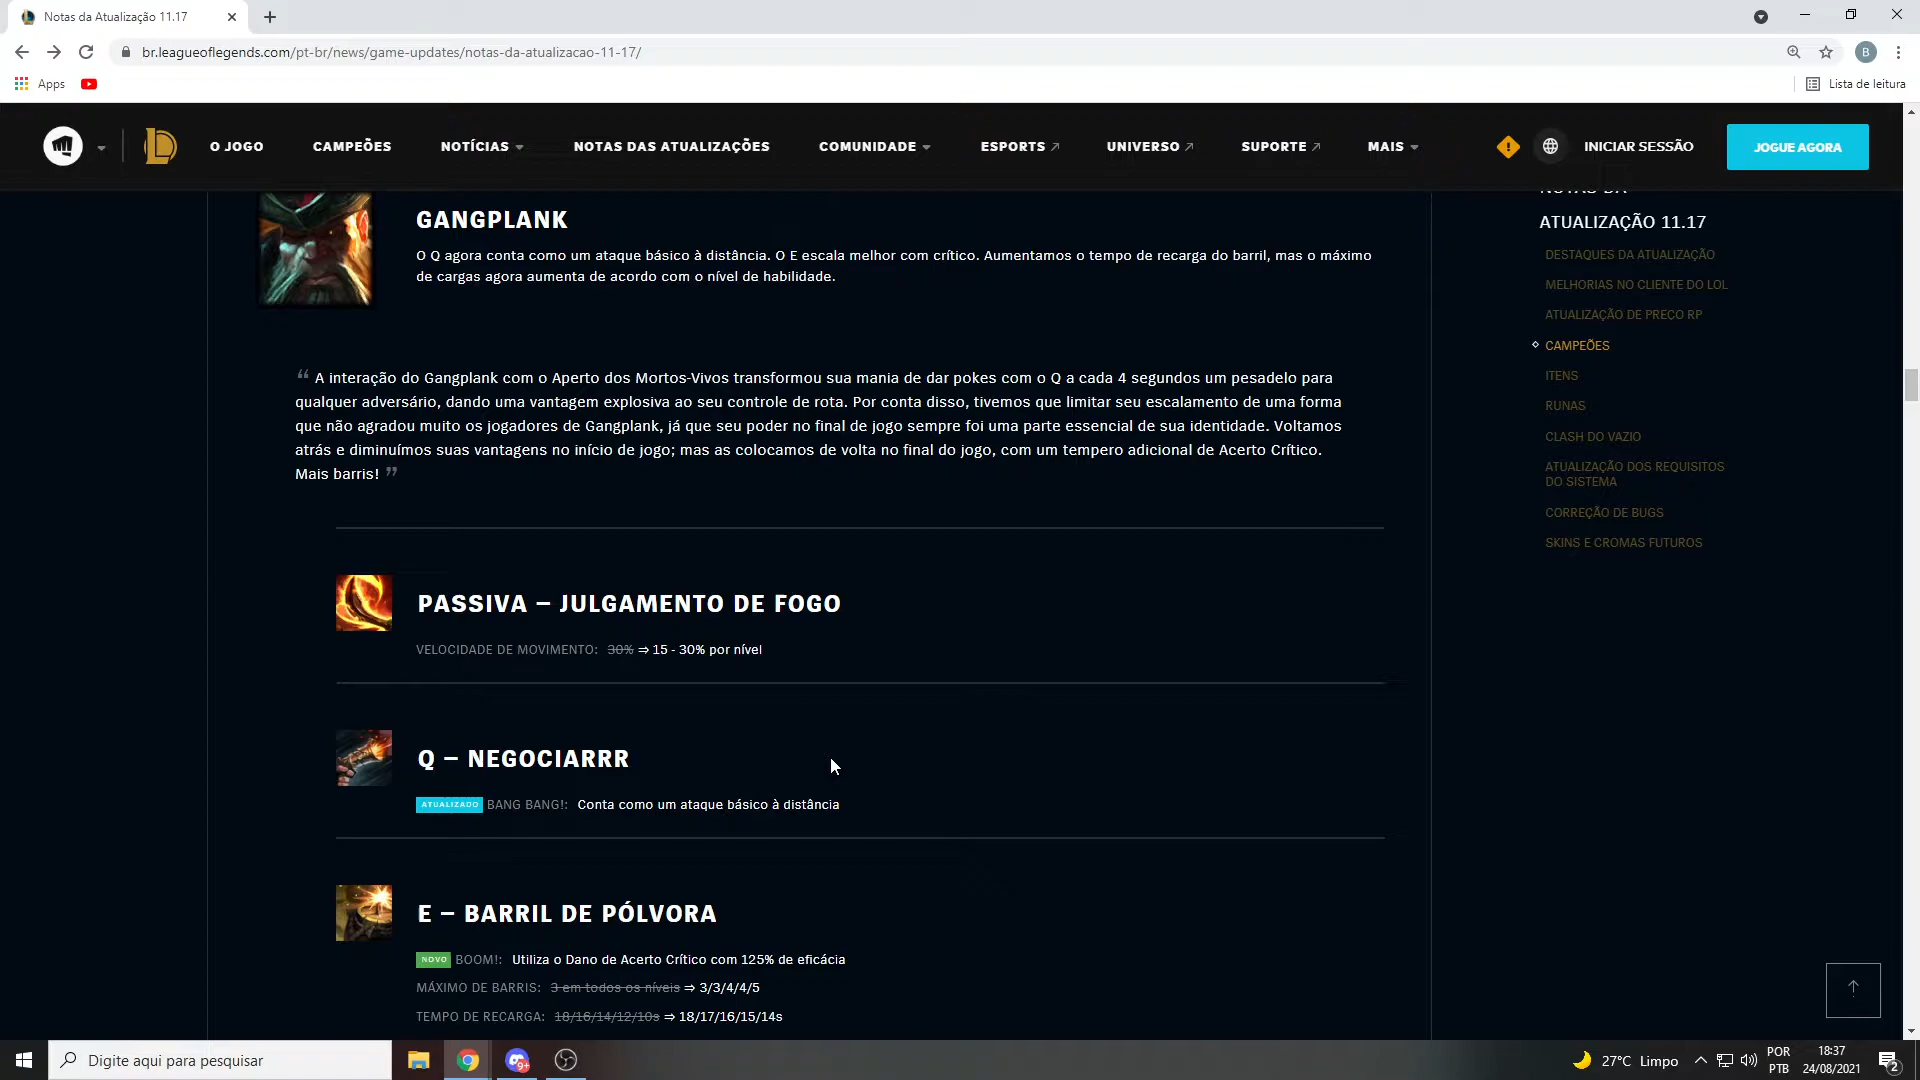 Notas da Atualização 11.17
br.leagueoflegends.com/pt-br/news/game-updates/notas-da-atualizacao-11-17/
B
Apps
Lista de leitura
O JOGO
CAMPEÕES
NOTÍCIAS
NOTAS DAS ATUALIZAÇÕES
COMUNIDADE
ESPORTS
UNIVERSO
SUPORTE
MAIS
INICIAR SESSÃO
JOGUE AGORA
GANGPLANK
O Q agora conta como um ataque básico à distância. O E escala melhor com crítico. Aumentamos o tempo de recarga do barril, mas o máximo
de cargas agora aumenta de acordo com o nível de habilidade.
“ A interação do Gangplank com o Aperto dos Mortos-Vivos transformou sua mania de dar pokes com o Q a cada 4 segundos um pesadelo para
qualquer adversário, dando uma vantagem explosiva ao seu controle de rota. Por conta disso, tivemos que limitar seu escalamento de uma forma
que não agradou muito os jogadores de Gangplank, já que seu poder no final de jogo sempre foi uma parte essencial de sua identidade. Voltamos
atrás e diminuímos suas vantagens no início de jogo; mas as colocamos de volta no final do jogo, com um tempero adicional de Acerto Crítico.
Mais barris! ”
PASSIVA – JULGAMENTO DE FOGO
VELOCIDADE DE MOVIMENTO: 30% ⇒ 15 - 30% por nível
Q – NEGOCIARRR
ATUALIZADO BANG BANG!: Conta como um ataque básico à distância
E – BARRIL DE PÓLVORA
NOVO BOOM!: Utiliza o Dano de Acerto Crítico com 125% de eficácia
MÁXIMO DE BARRIS: 3 em todos os níveis ⇒ 3/3/4/4/5
TEMPO DE RECARGA: 18/16/14/12/10s ⇒ 18/17/16/15/14s
NOTAS DA
ATUALIZAÇÃO 11.17
DESTAQUES DA ATUALIZAÇÃO
MELHORIAS NO CLIENTE DO LOL
ATUALIZAÇÃO DE PREÇO RP
CAMPEÕES
ITENS
RUNAS
CLASH DO VAZIO
ATUALIZAÇÃO DOS REQUISITOS
DO SISTEMA
CORREÇÃO DE BUGS
SKINS E CROMAS FUTUROS
Digite aqui para pesquisar
9+
27°C Limpo
POR
PTB
18:37
24/08/2021
2